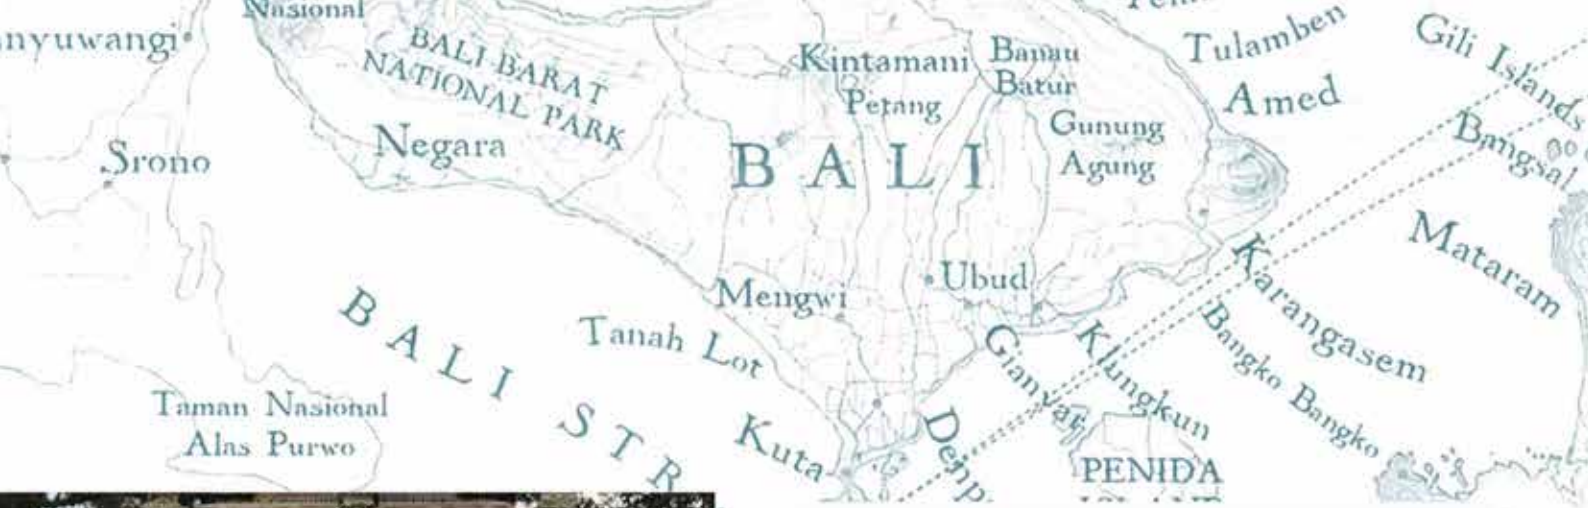 Nasional
nyuwangi
BALI BARAT
NATIONAL PARK
Kintamani
Petang
Banau
Batur
Tulamben
Amed
Gili Islands
Bangsal
Srono
Negara
BALI
Gunung
Agung
Mataram
Mengwi
Ubud
Karangasem
Tanah Lot
Gianyar
Klungkun
Bangko Bangko
BALI STR
Taman Nasional
Alas Purwo
Kuta
Denp
PENIDA